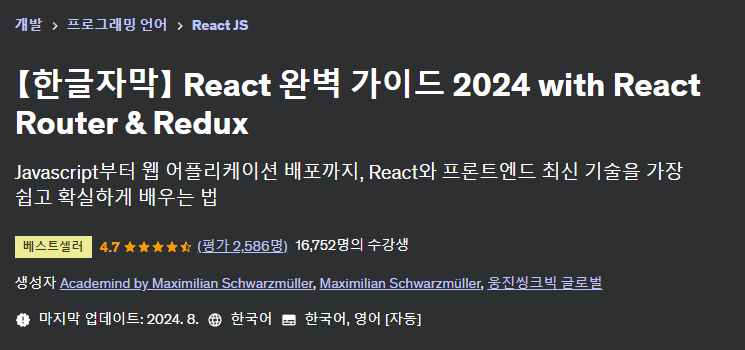 개발 > 프로그래밍 언어 > React JS
【한글자막】 React 완벽 가이드 2024 with React
Router & Redux
Javascript부터 웹 어플리케이션 배포까지, React와 프론트엔드 최신 기술을 가장
쉽고 확실하게 배우는 법
베스트셀러 4.7 (평가 2,586명) 16,752명의 수강생
생성자 Academind by Maximilian Schwarzmüller, Maximilian Schwarzmüller, 웅진씽크빅 글로벌
마지막 업데이트: 2024. 8. 한국어 한국어, 영어 [자동]